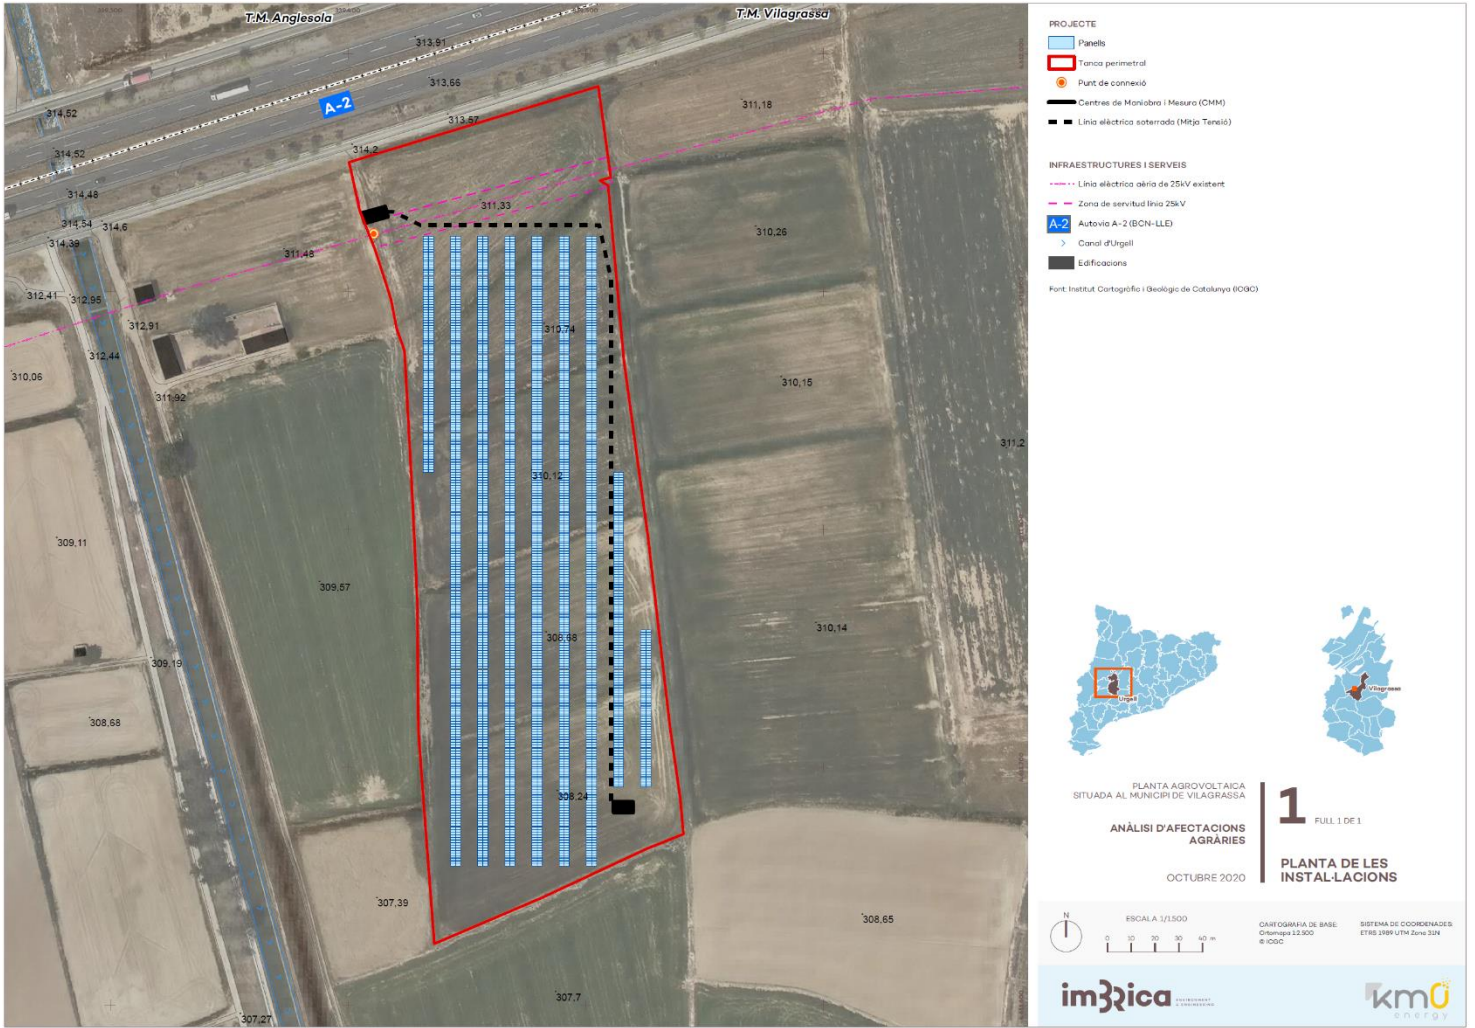 T.M. Anglesola
T.M. Vilagrassa
313,91
313,66
A-2
314,52
313,57
311,18
314,52
314,2
314,48
311,33
314,54
314,6
310,26
314,39
311,48
312,41
312,95
312,91
310,74
312,44
310,06
310,15
311,92
311,2
310,12
309,11
309,57
310,14
308,68
309,19
308,68
308,24
307,39
308,65
307,7
307,27
PROJECTE
Panells
Tanca perimetral
Punt de connexió
Centres de Maniobra i Mesura (CMM)
Línia elèctrica soterrada (Mitja Tensió)
INFRAESTRUCTURES I SERVEIS
Línia elèctrica aèria de 25kV existent
Zona de servitud línia 25kV
A-2 Autovia A-2 (BCN-LLE)
Canal d'Urgell
Edificacions
Font: Institut Cartogràfic i Geològic de Catalunya (ICGC)
Urgell
Vilagrassa
PLANTA AGROVOLTAICA
SITUADA AL MUNICIPI DE VILAGRASSA
ANÀLISI D'AFECTACIONS
AGRÀRIES
OCTUBRE 2020
1 FULL 1 DE 1
PLANTA DE LES
INSTAL·LACIONS
N
ESCALA 1/1.500
0 10 20 30 40 m
CARTOGRAFIA DE BASE:
Ortomapa 1:2.500
© ICGC
SISTEMA DE COORDENADES:
ETRS 1989 UTM Zona 31N
imbrica
km0
energy